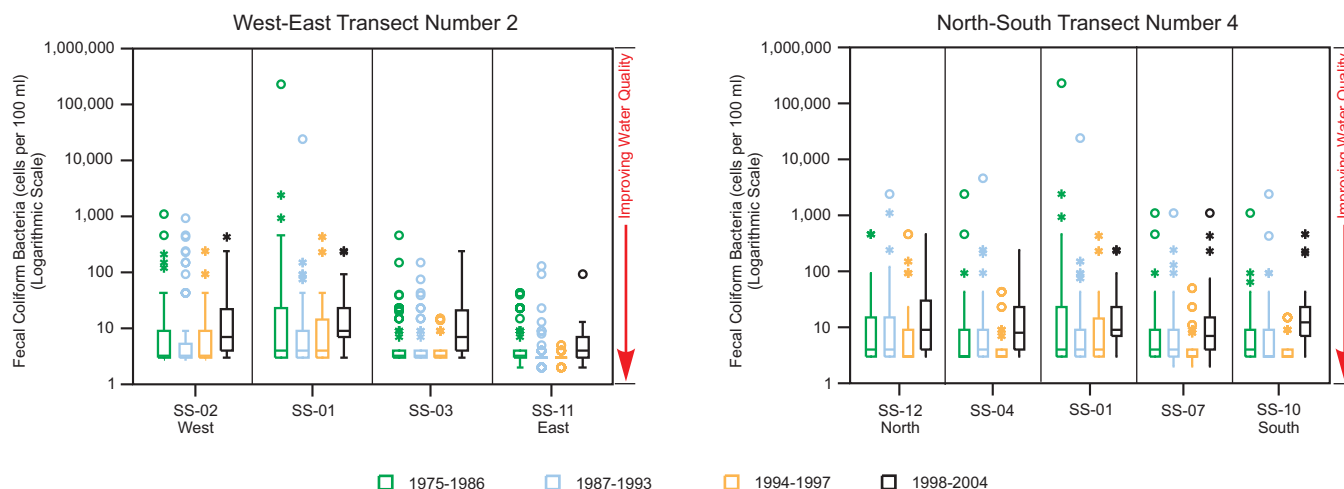 West-East Transect Number 2
Fecal Coliform Bacteria (cells per 100 ml)
(Logarithmic Scale)
1,000,000
100,000
10,000
1,000
100
10
1
SS-02
West
SS-01
SS-03
SS-11
East
Improving Water Quality
North-South Transect Number 4
Fecal Coliform Bacteria (cells per 100 ml)
(Logarithmic Scale)
1,000,000
100,000
10,000
1,000
100
10
1
SS-12
North
SS-04
SS-01
SS-07
SS-10
South
Improving Water Quality
1975-1986
1987-1993
1994-1997
1998-2004